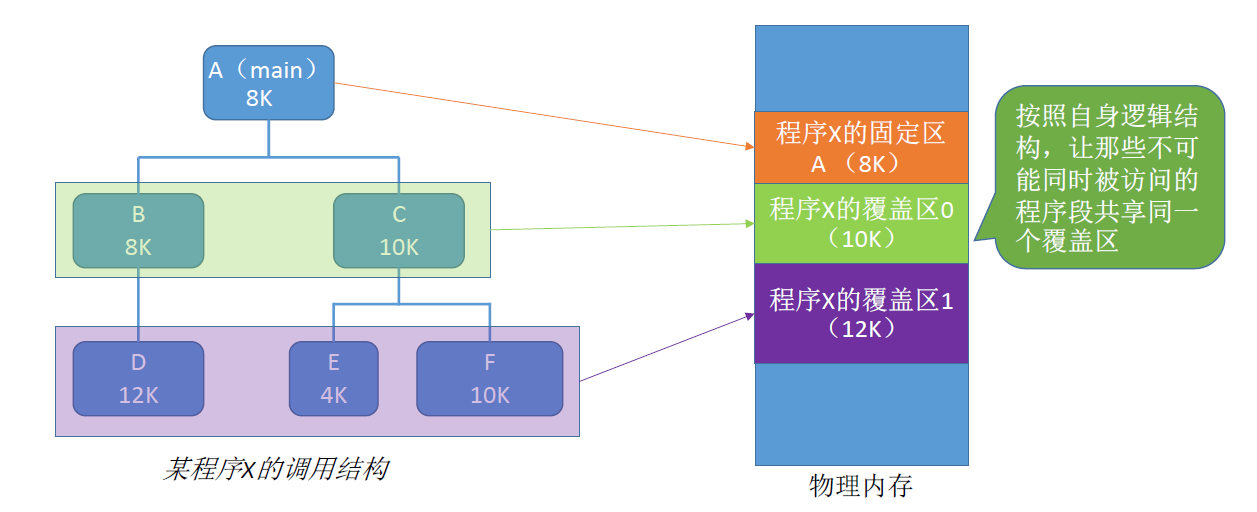 A（main）
8K
B
8K
C
10K
D
12K
E
4K
F
10K
某程序X的调用结构
程序X的固定区
A （8K）
程序X的覆盖区0
（10K）
程序X的覆盖区1
（12K）
物理内存
按照自身逻辑结
构，让那些不可
能同时被访问的
程序段共享同一
个覆盖区